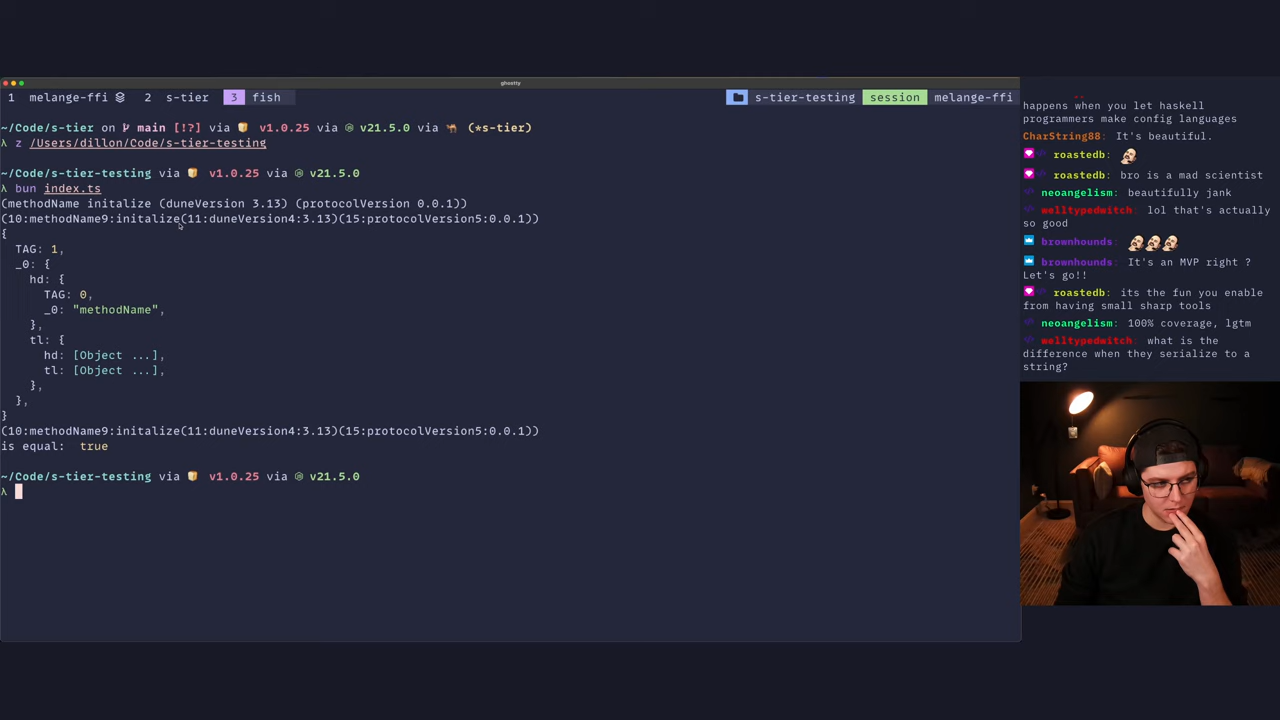 ghostty
1 melange-ffi 2 s-tier 3 fish s-tier-testing session melange-ffi
~/Code/s-tier on main [!?] via v1.0.25 via v21.5.0 via (*s-tier)
λ z /Users/dillon/Code/s-tier-testing
~/Code/s-tier-testing via v1.0.25 via v21.5.0
λ bun index.ts
(methodName initalize (duneVersion 3.13) (protocolVersion 0.0.1))
(10:methodName9:initalize(11:duneVersion4:3.13)(15:protocolVersion5:0.0.1))
{
TAG: 1,
_0: {
hd: {
TAG: 0,
_0: "methodName",
},
tl: {
hd: [Object ...],
tl: [Object ...],
},
},
}
(10:methodName9:initalize(11:duneVersion4:3.13)(15:protocolVersion5:0.0.1))
is equal: true
~/Code/s-tier-testing via v1.0.25 via v21.5.0
λ
happens when you let haskell
programmers make config languages
CharString88: It's beautiful.
roastedb:
roastedb: bro is a mad scientist
neoangelism: beautifully jank
welltypedwitch: lol that's actually
so good
brownhounds:
brownhounds: It's an MVP right ?
Let's go!!
roastedb: its the fun you enable
from having small sharp tools
neoangelism: 100% coverage, lgtm
welltypedwitch: what is the
difference when they serialize to a
string?